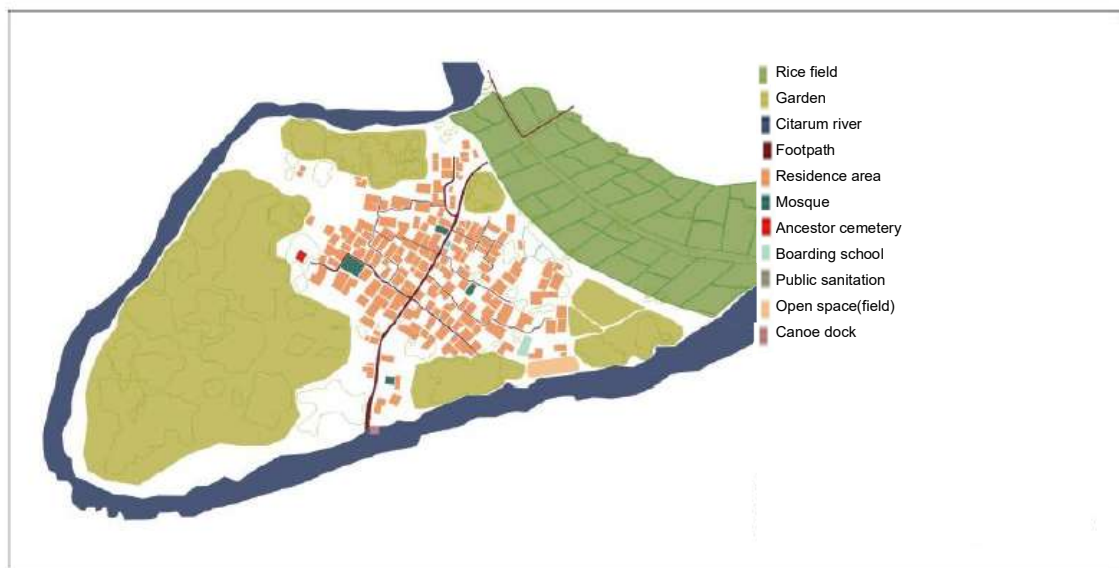 Rice field
Garden
Citarum river
Footpath
Residence area
Mosque
Ancestor cemetery
Boarding school
Public sanitation
Open space(field)
Canoe dock